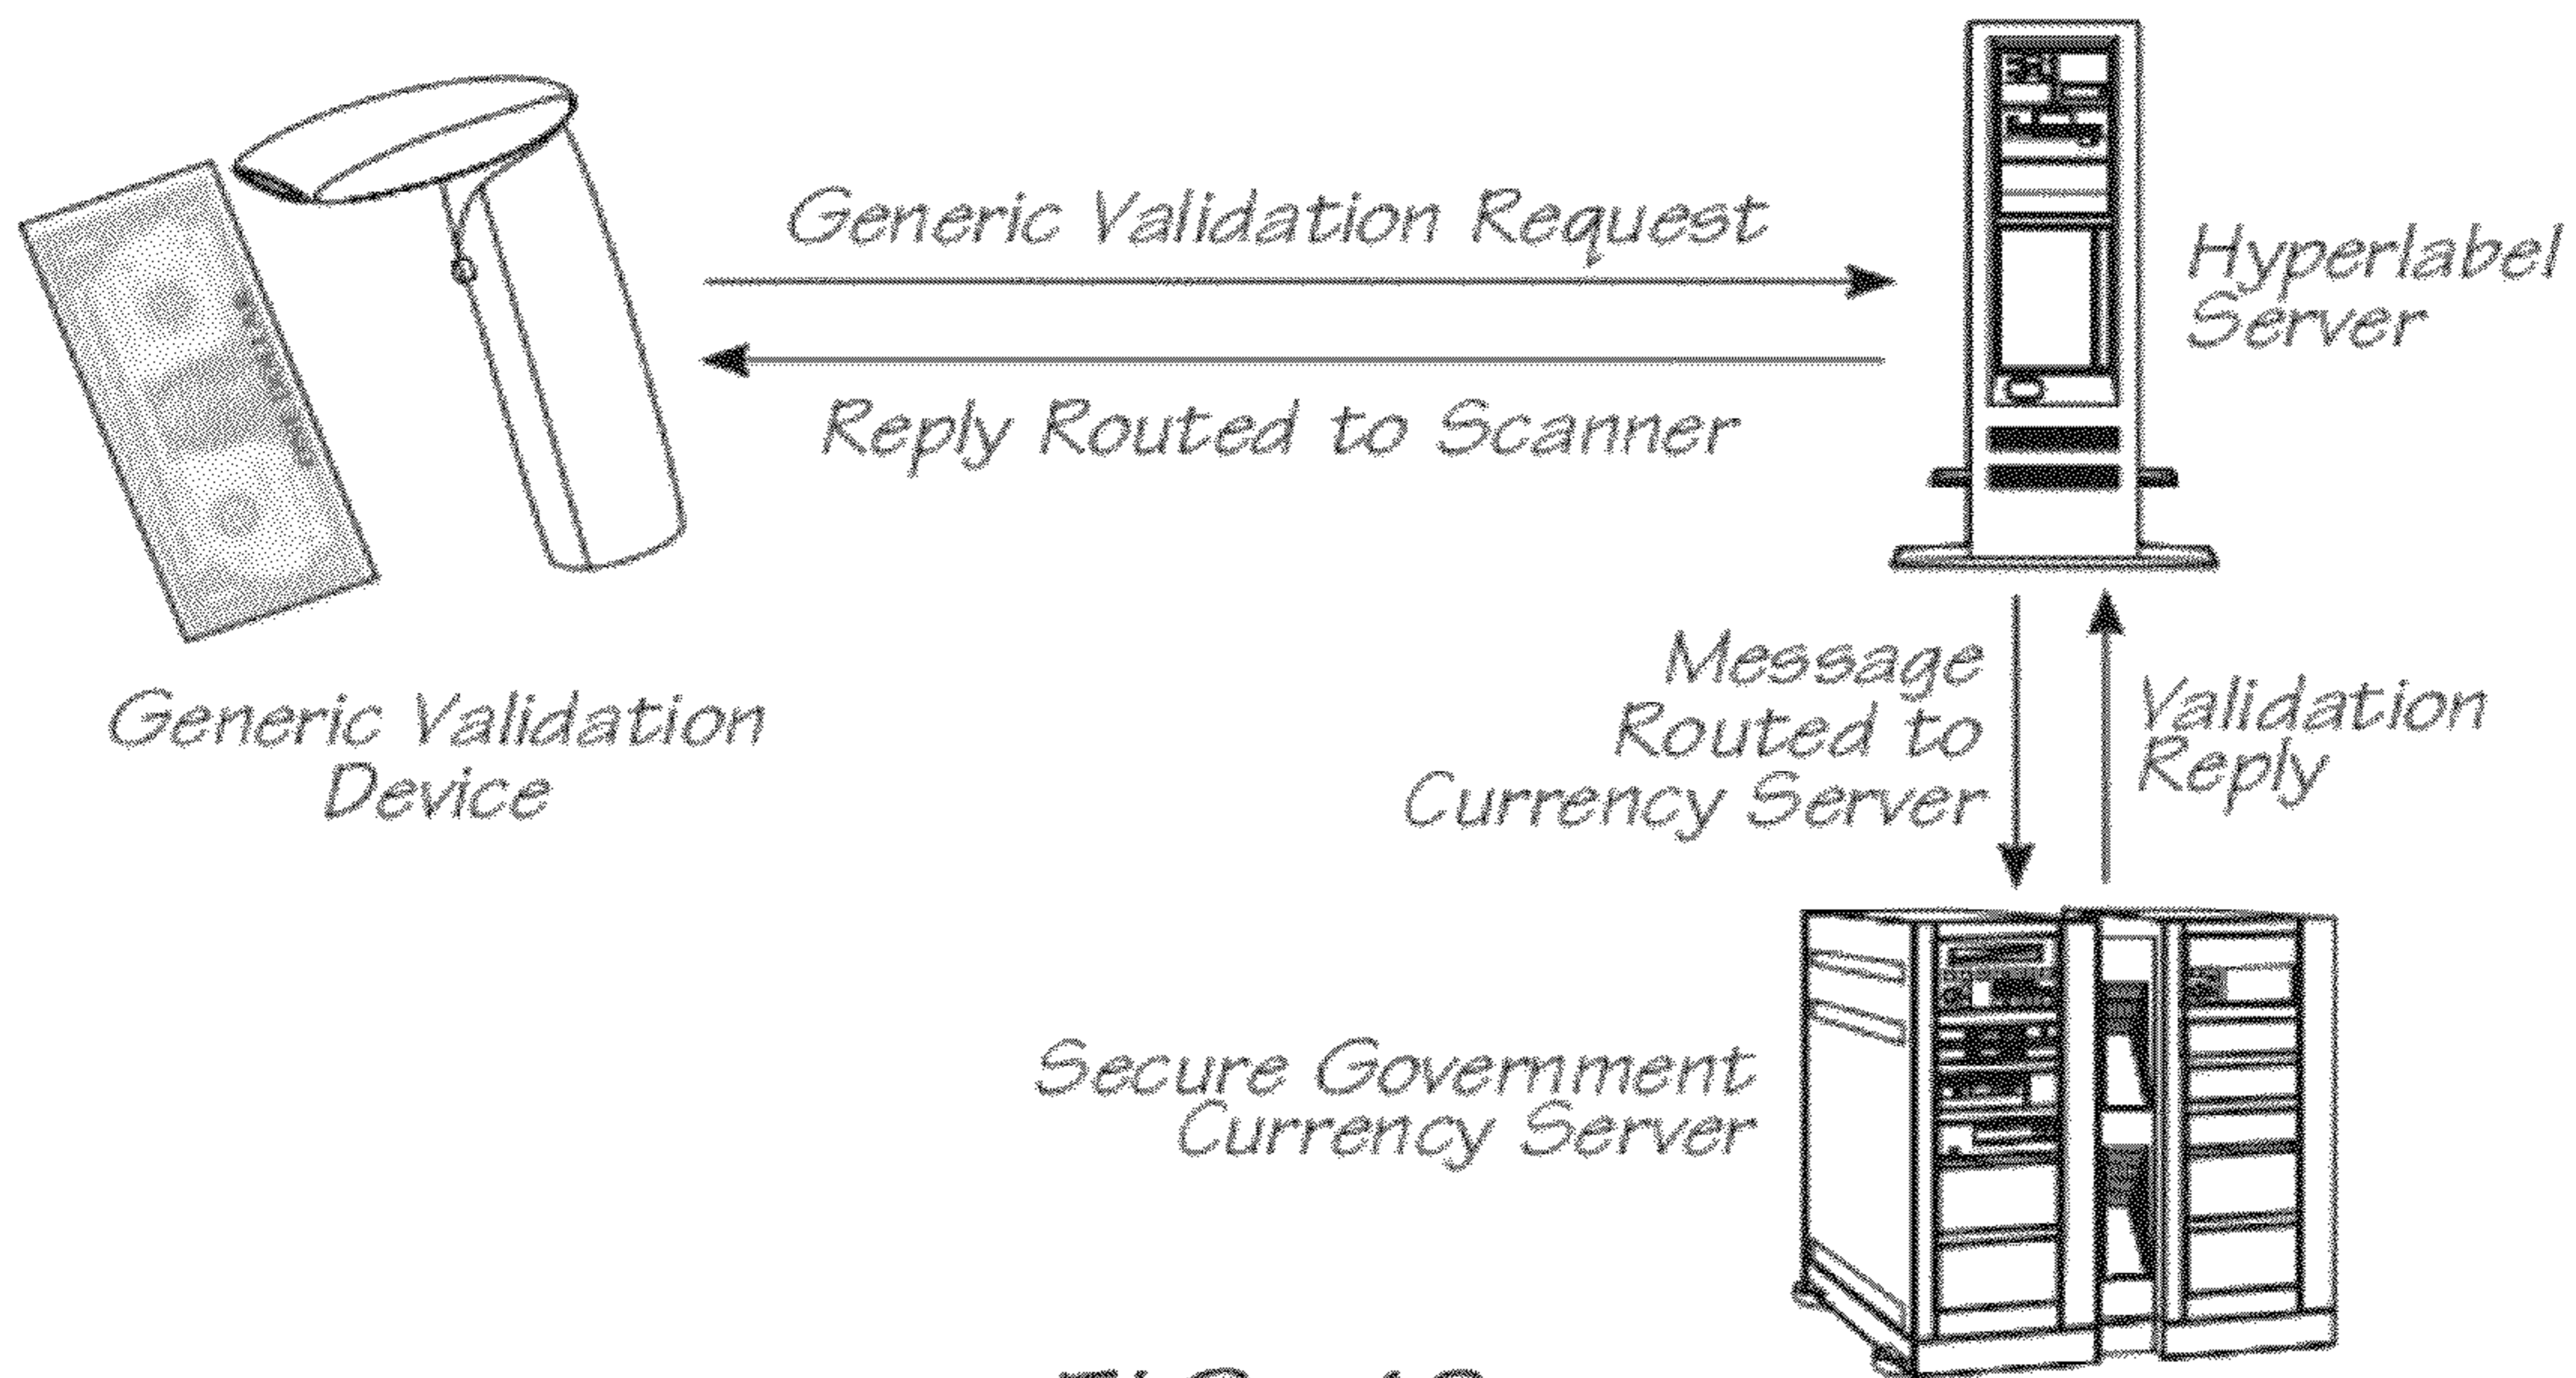 Generic Validation Request
Hyperlabel
Server
Reply Routed to Scanner
Generic Validation
Device
Message
Routed to
Currency Server
Validation
Reply
Secure Government
Currency Server